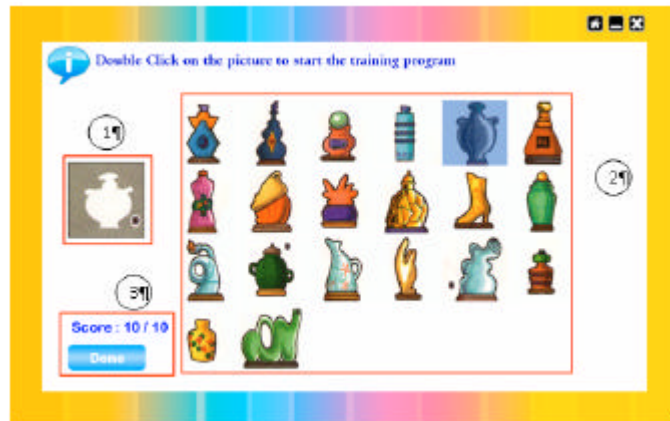 Double Click on the picture to start the training program
1¶
2¶
3¶
Score : 10 / 10
Done